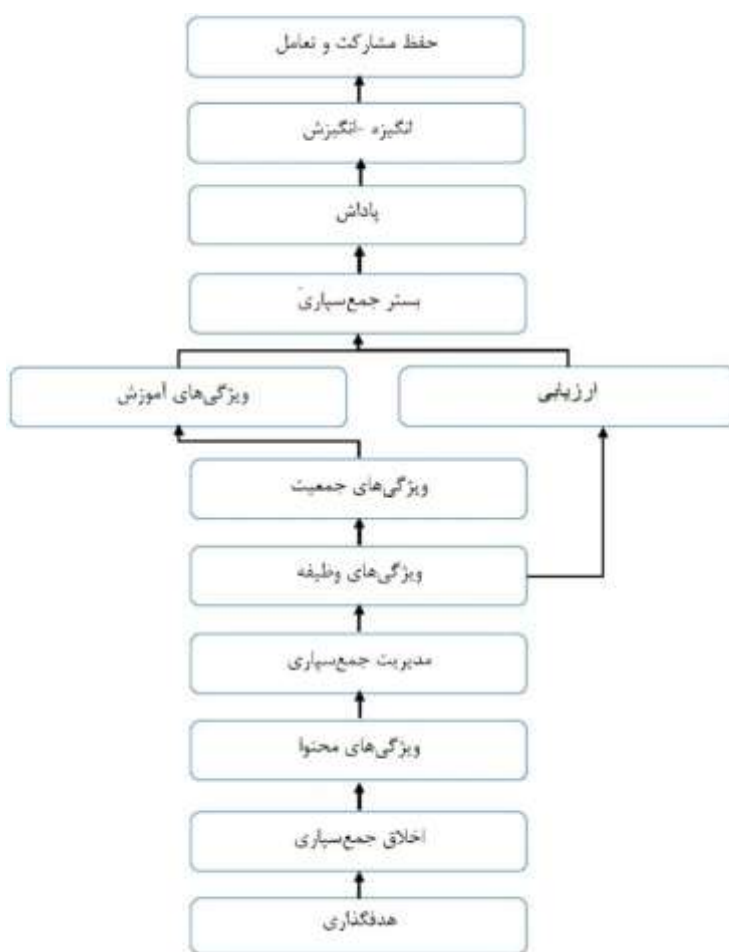 حفظ مشارکت و تعامل
انگیزه -انگیزش
پاداش
بستر جمع‌سپاری
ویژگی‌های آموزش
ارزیابی
ویژگی‌های جمعیت
ویژگی‌های وظیفه
مدیریت جمع‌سپاری
ویژگی‌های محتوا
اخلاق جمع‌سپاری
هدفگذاری